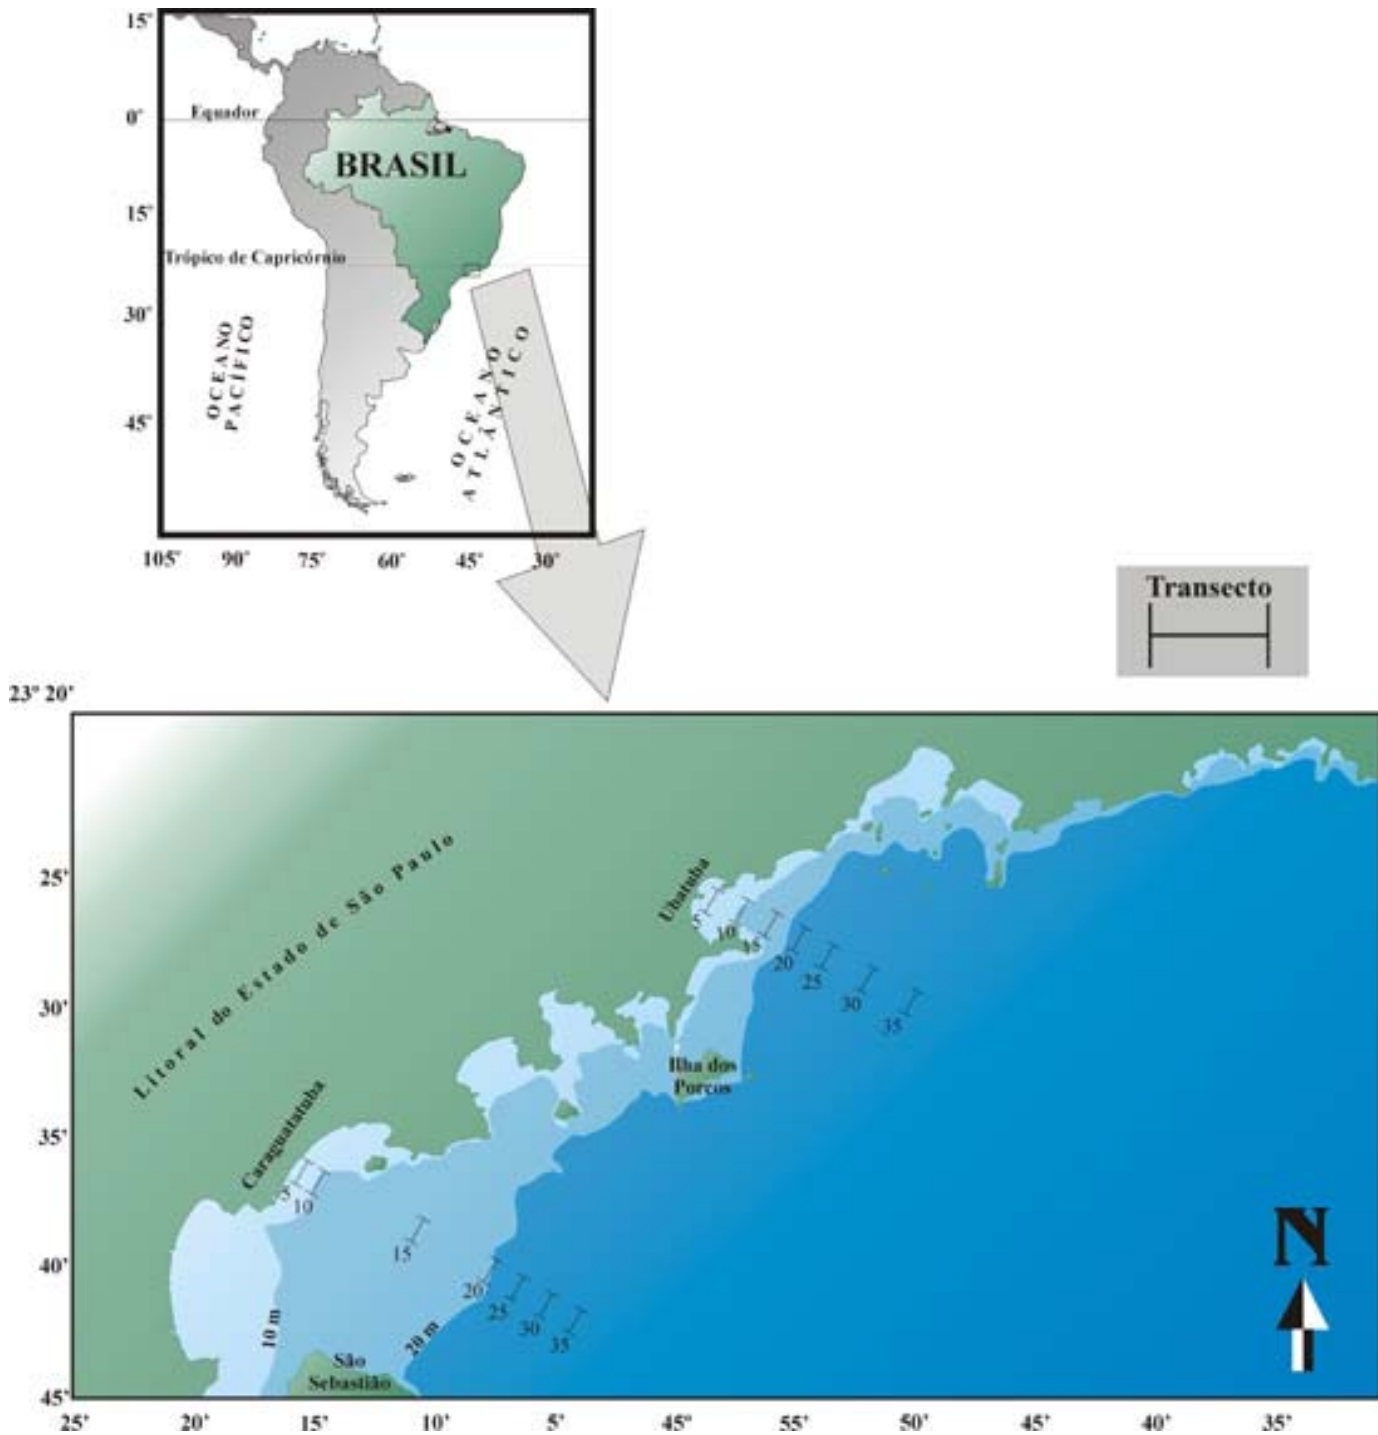 15°
Equador
0°
BRASIL
15°
Trópico de Capricórnio
30°
OCEANO
PACÍFICO
OCEANO
ATLÂNTICO
45°
105° 90° 75° 60° 45° 30°
Transecto
23° 20'
25'
30'
35'
40'
45'
Litoral do Estado de São Paulo
Ubatuba
5
10
15
20
25
30
35
Ilha dos
Porcos
Caraguatatuba
5
10
15
20
25
30
35
10 m
20 m
São
Sebastião
N
25' 20' 15' 10' 5' 45° 55' 50' 45' 40' 35'